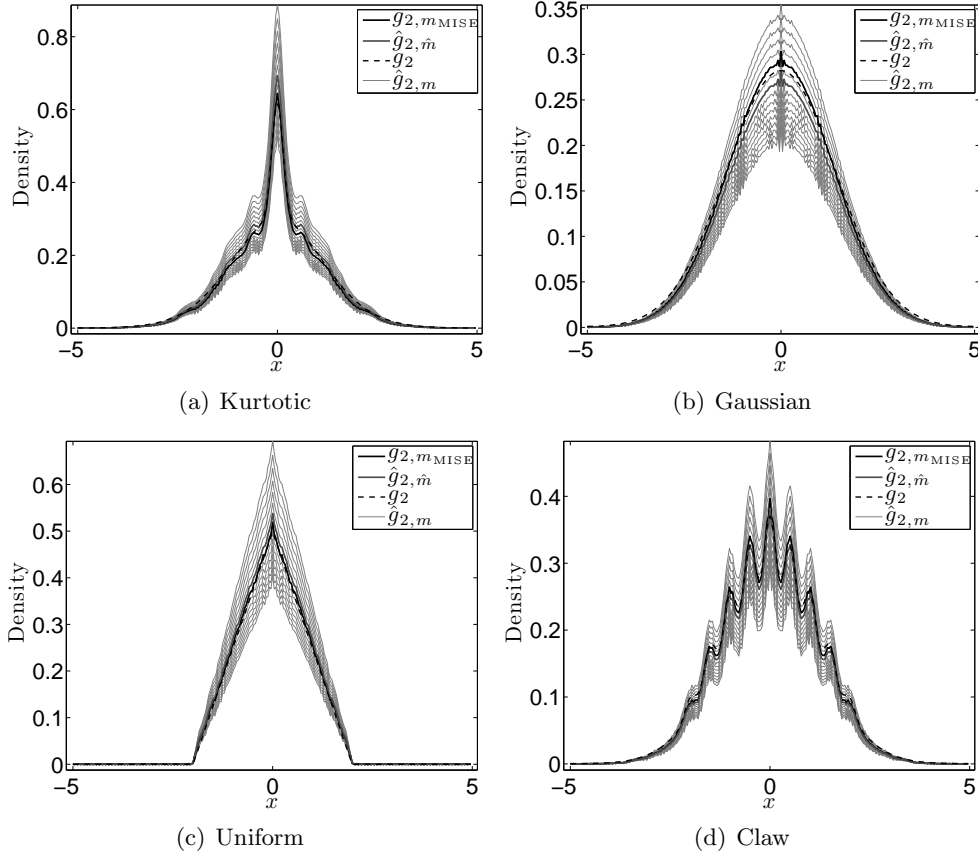 0.8
0.6
0.4
0.2
0
Density
−5
0
5
x
g2,mMISE
ĝ2,m̂
g2
ĝ2,m
(a) Kurtotic
0.35
0.3
0.25
0.2
0.15
0.1
0.05
0
Density
−5
0
5
x
g2,mMISE
ĝ2,m̂
g2
ĝ2,m
(b) Gaussian
0.6
0.5
0.4
0.3
0.2
0.1
0
Density
−5
0
5
x
g2,mMISE
ĝ2,m̂
g2
ĝ2,m
(c) Uniform
0.4
0.3
0.2
0.1
0
Density
−5
0
5
x
g2,mMISE
ĝ2,m̂
g2
ĝ2,m
(d) Claw